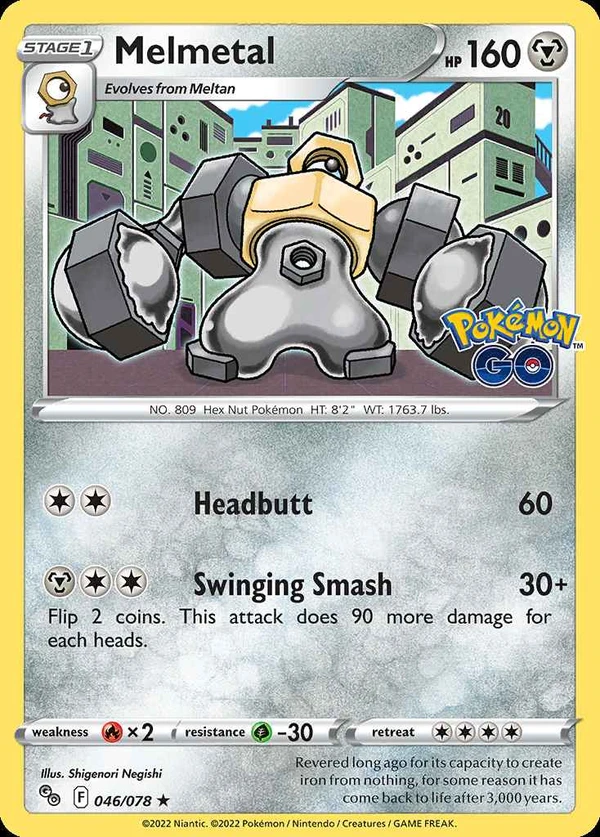 STAGE 1 Melmetal HP 160
Evolves from Meltan
20
Pokémon™
GO
NO. 809 Hex Nut Pokémon HT: 8'2" WT: 1763.7 lbs.
Headbutt 60
Swinging Smash 30+
Flip 2 coins. This attack does 90 more damage for
each heads.
weakness ×2 resistance -30 retreat
Illus. Shigenori Negishi
Revered long ago for its capacity to create
iron from nothing, for some reason it has
come back to life after 3,000 years.
GO F 046/078 ★
©2022 Niantic. ©2022 Pokémon / Nintendo / Creatures / GAME FREAK.